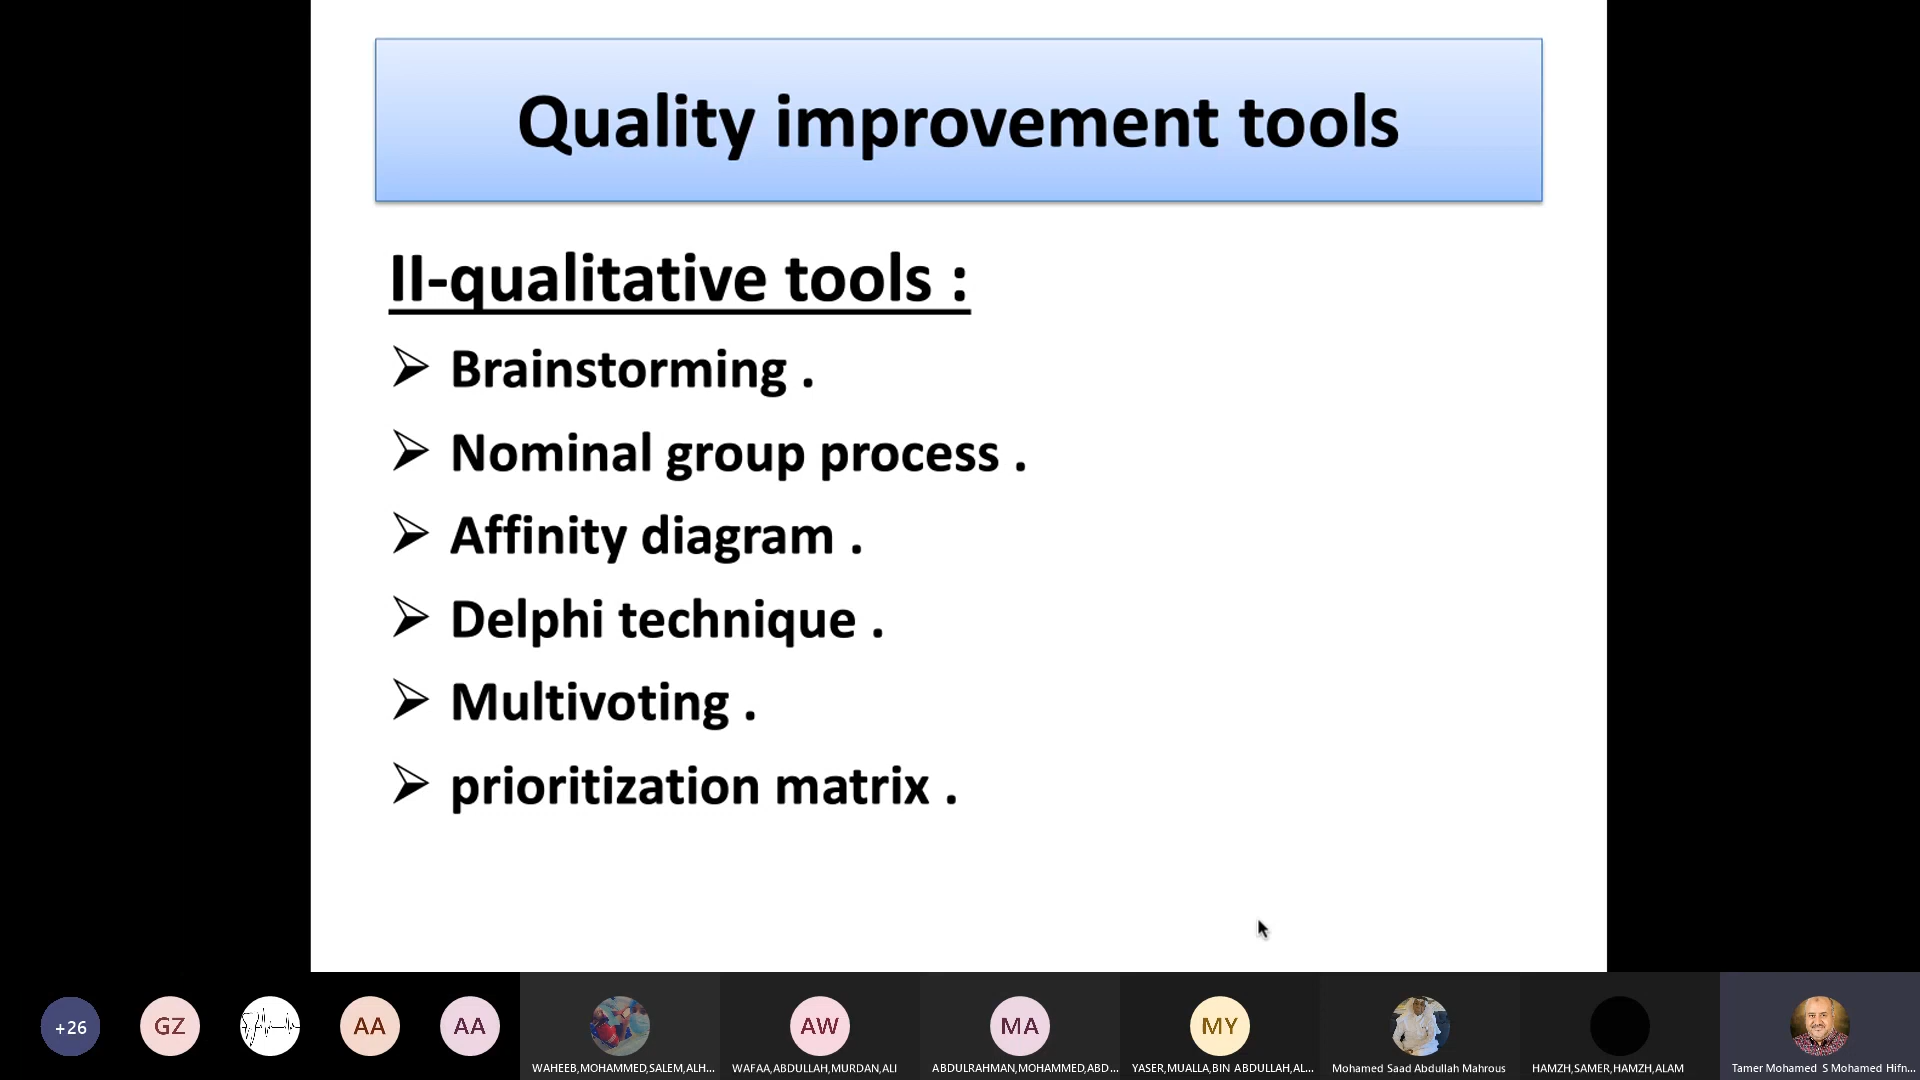 Quality improvement tools
II-qualitative tools :
Brainstorming .
Nominal group process .
Affinity diagram .
Delphi technique .
Multivoting .
prioritization matrix .
+26
GZ
AA
AA
AW
MA
MY
WAHEEB,MOHAMMED,SALEM,ALH...
WAFAA,ABDULLAH,MURDAN,ALI
ABDULRAHMAN,MOHAMMED,ABD...
YASER,MUALLA,BIN ABDULLAH,AL...
Mohamed Saad Abdullah Mahrous
HAMZH,SAMER,HAMZH,ALAM
Tamer Mohamed S Mohamed Hifn...